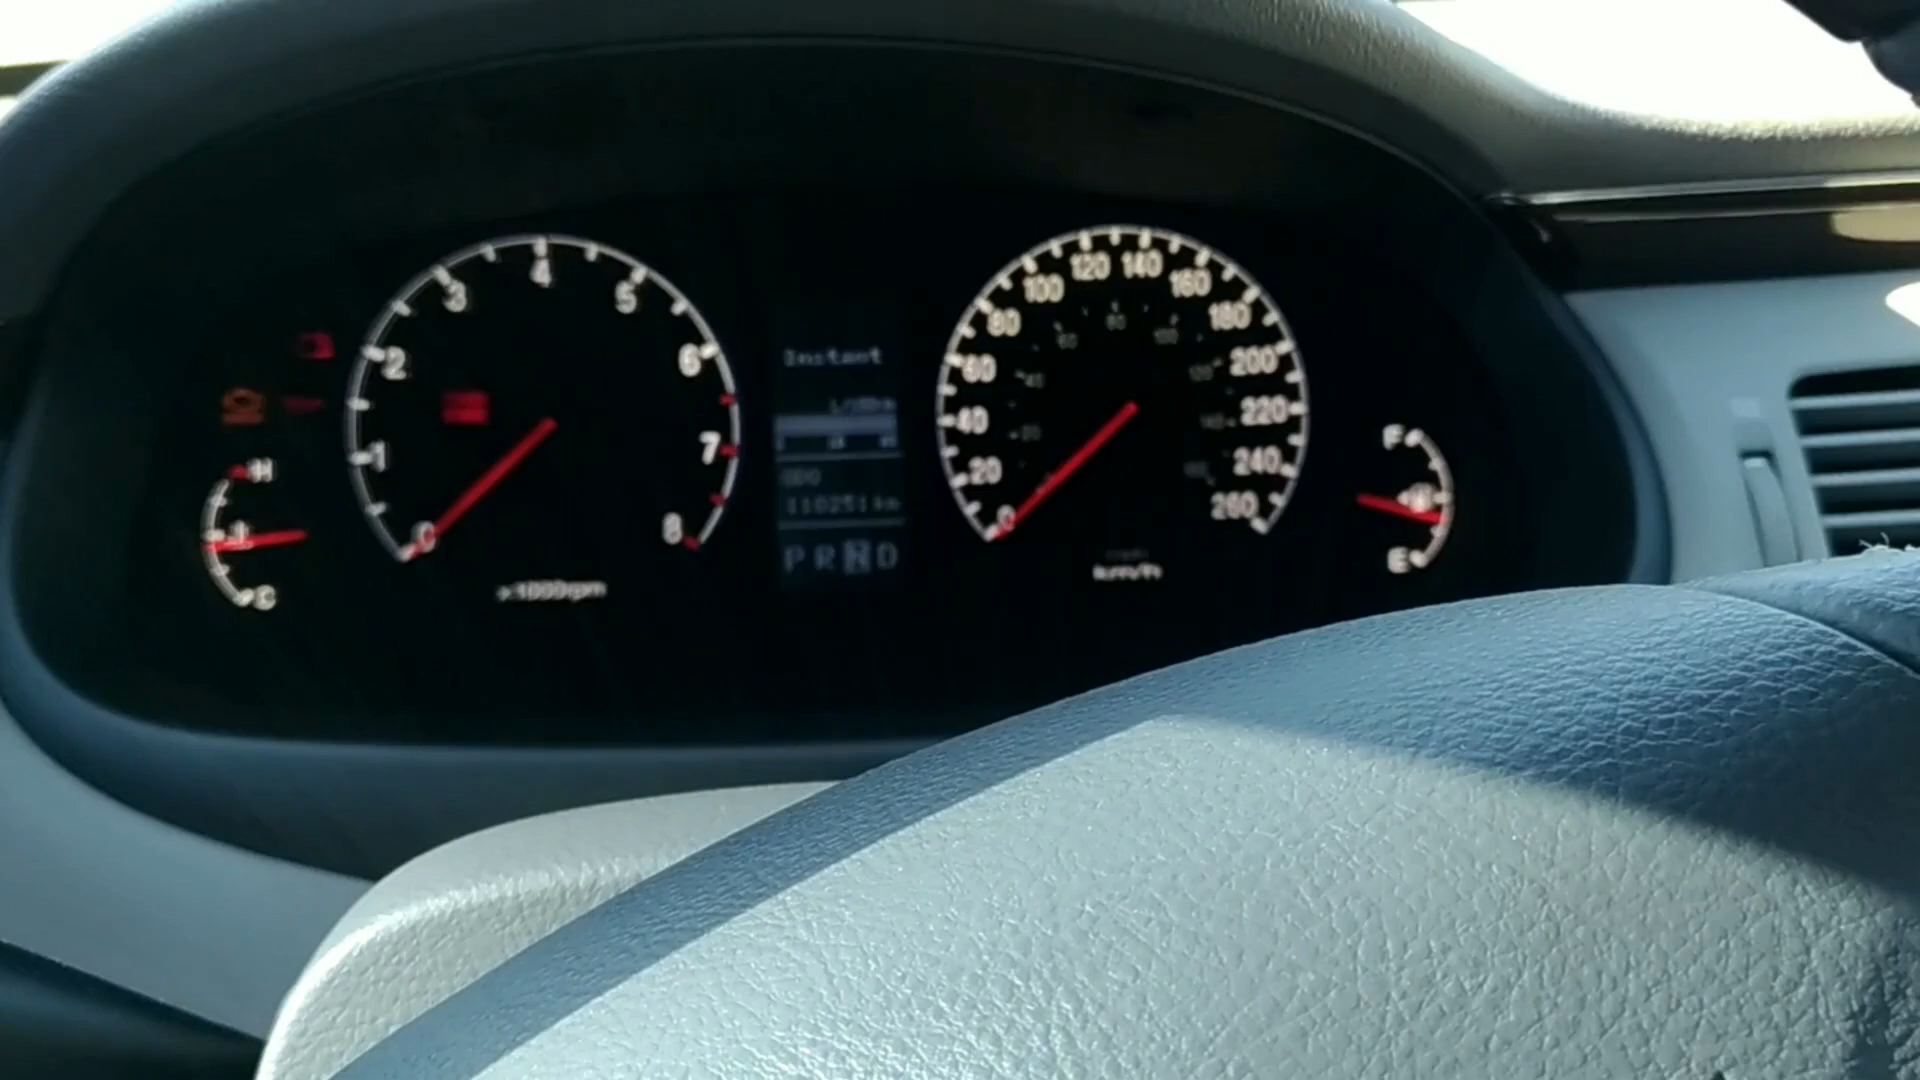 0 1 2 3 4 5 6 7 8
x1000rpm
H
C
Instant
L/100km
ODO
110251 km
P R N D
0 20 40 60 80 100 120 140 160 180 200 220 240 260
km/h
F
E